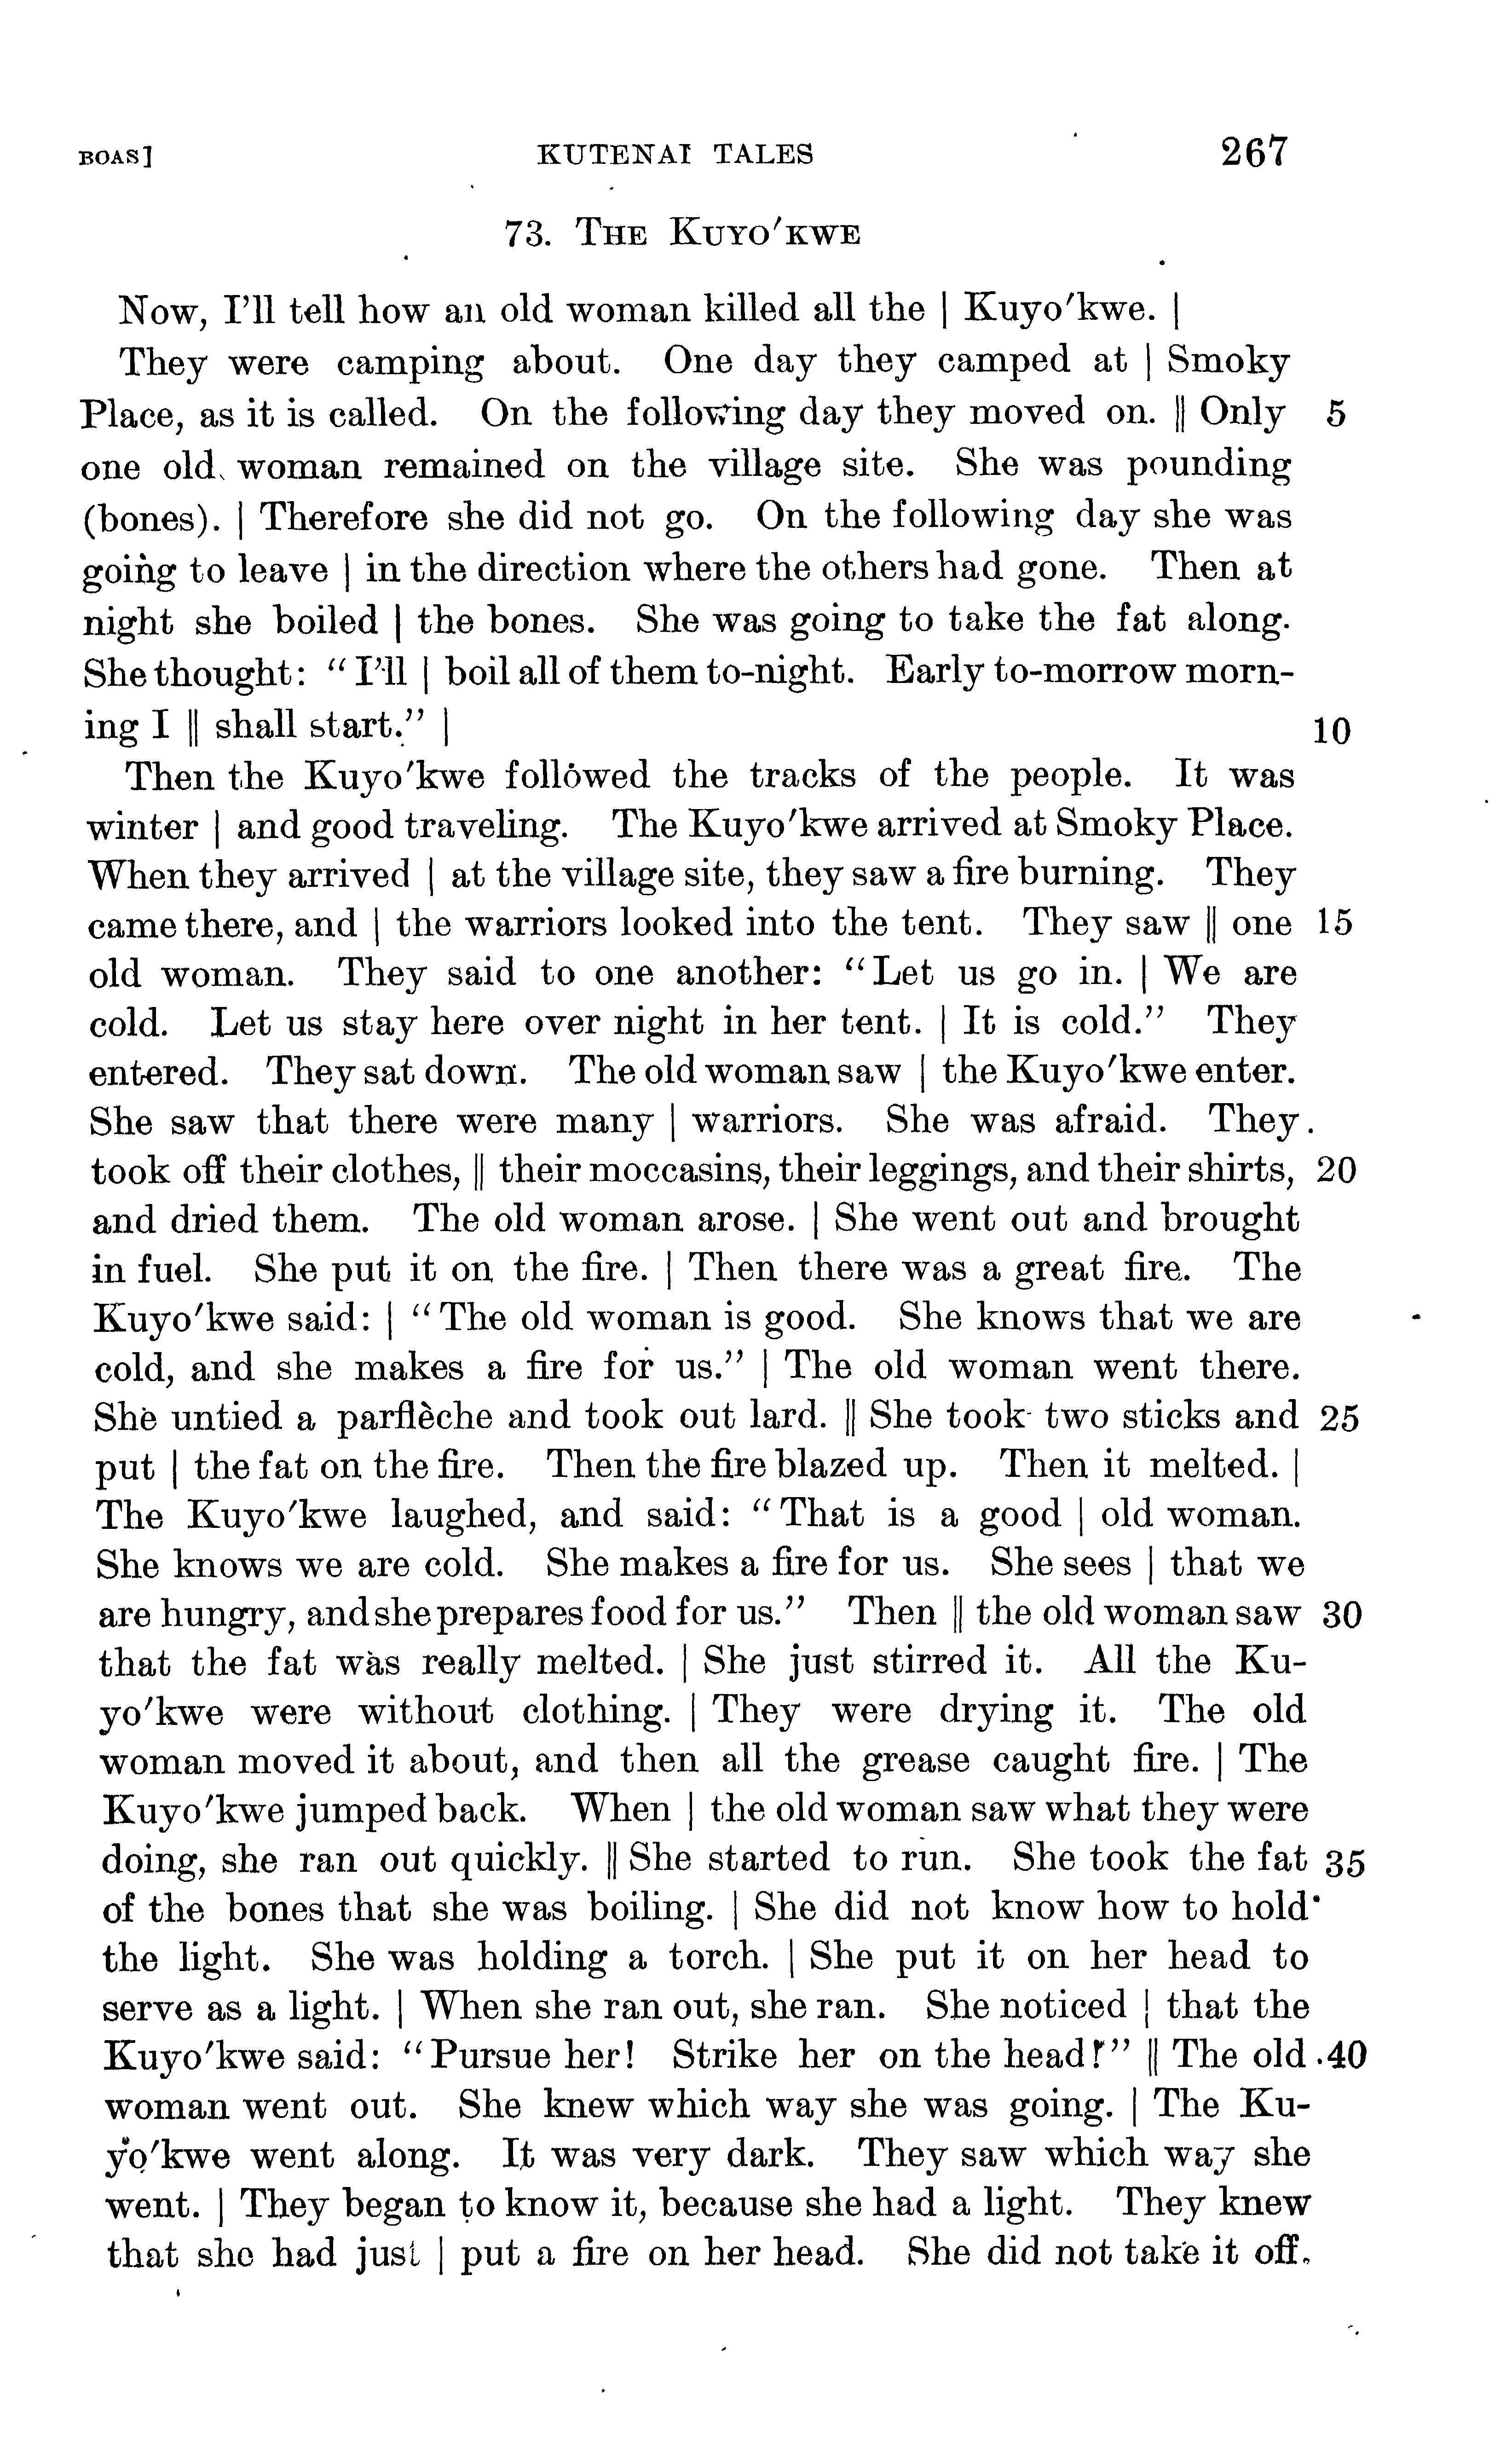 BOAS] KUTENAI TALES 267
73. THE KUYO′KWE
Now, I’ll tell how an old woman killed all the | Kuyo′kwe. |
They were camping about. One day they camped at | Smoky
Place, as it is called. On the following day they moved on. || Only 5
one old woman remained on the village site. She was pounding
(bones). | Therefore she did not go. On the following day she was
going to leave | in the direction where the others had gone. Then at
night she boiled | the bones. She was going to take the fat along.
She thought: “I’ll | boil all of them to-night. Early to-morrow morn-
ing I || shall start.” | 10
Then the Kuyo′kwe followed the tracks of the people. It was
winter | and good traveling. The Kuyo′kwe arrived at Smoky Place.
When they arrived | at the village site, they saw a fire burning. They
came there, and | the warriors looked into the tent. They saw || one 15
old woman. They said to one another: “Let us go in. | We are
cold. Let us stay here over night in her tent. | It is cold.” They
entered. They sat down. The old woman saw | the Kuyo′kwe enter.
She saw that there were many | warriors. She was afraid. They
took off their clothes, || their moccasins, their leggings, and their shirts, 20
and dried them. The old woman arose. | She went out and brought
in fuel. She put it on the fire. | Then there was a great fire. The
Kuyo′kwe said: | “The old woman is good. She knows that we are
cold, and she makes a fire for us.” | The old woman went there.
She untied a parflèche and took out lard. || She took two sticks and 25
put | the fat on the fire. Then the fire blazed up. Then it melted. |
The Kuyo′kwe laughed, and said: “That is a good | old woman.
She knows we are cold. She makes a fire for us. She sees | that we
are hungry, and she prepares food for us.” Then || the old woman saw 30
that the fat was really melted. | She just stirred it. All the Ku-
yo′kwe were without clothing. | They were drying it. The old
woman moved it about, and then all the grease caught fire. | The
Kuyo′kwe jumped back. When | the old woman saw what they were
doing, she ran out quickly. || She started to run. She took the fat 35
of the bones that she was boiling. | She did not know how to hold
the light. She was holding a torch. | She put it on her head to
serve as a light. | When she ran out, she ran. She noticed | that the
Kuyo′kwe said: “Pursue her! Strike her on the head!” || The old 40
woman went out. She knew which way she was going. | The Ku-
yo′kwe went along. It was very dark. They saw which way she
went. | They began to know it, because she had a light. They knew
that she had just | put a fire on her head. She did not take it off.